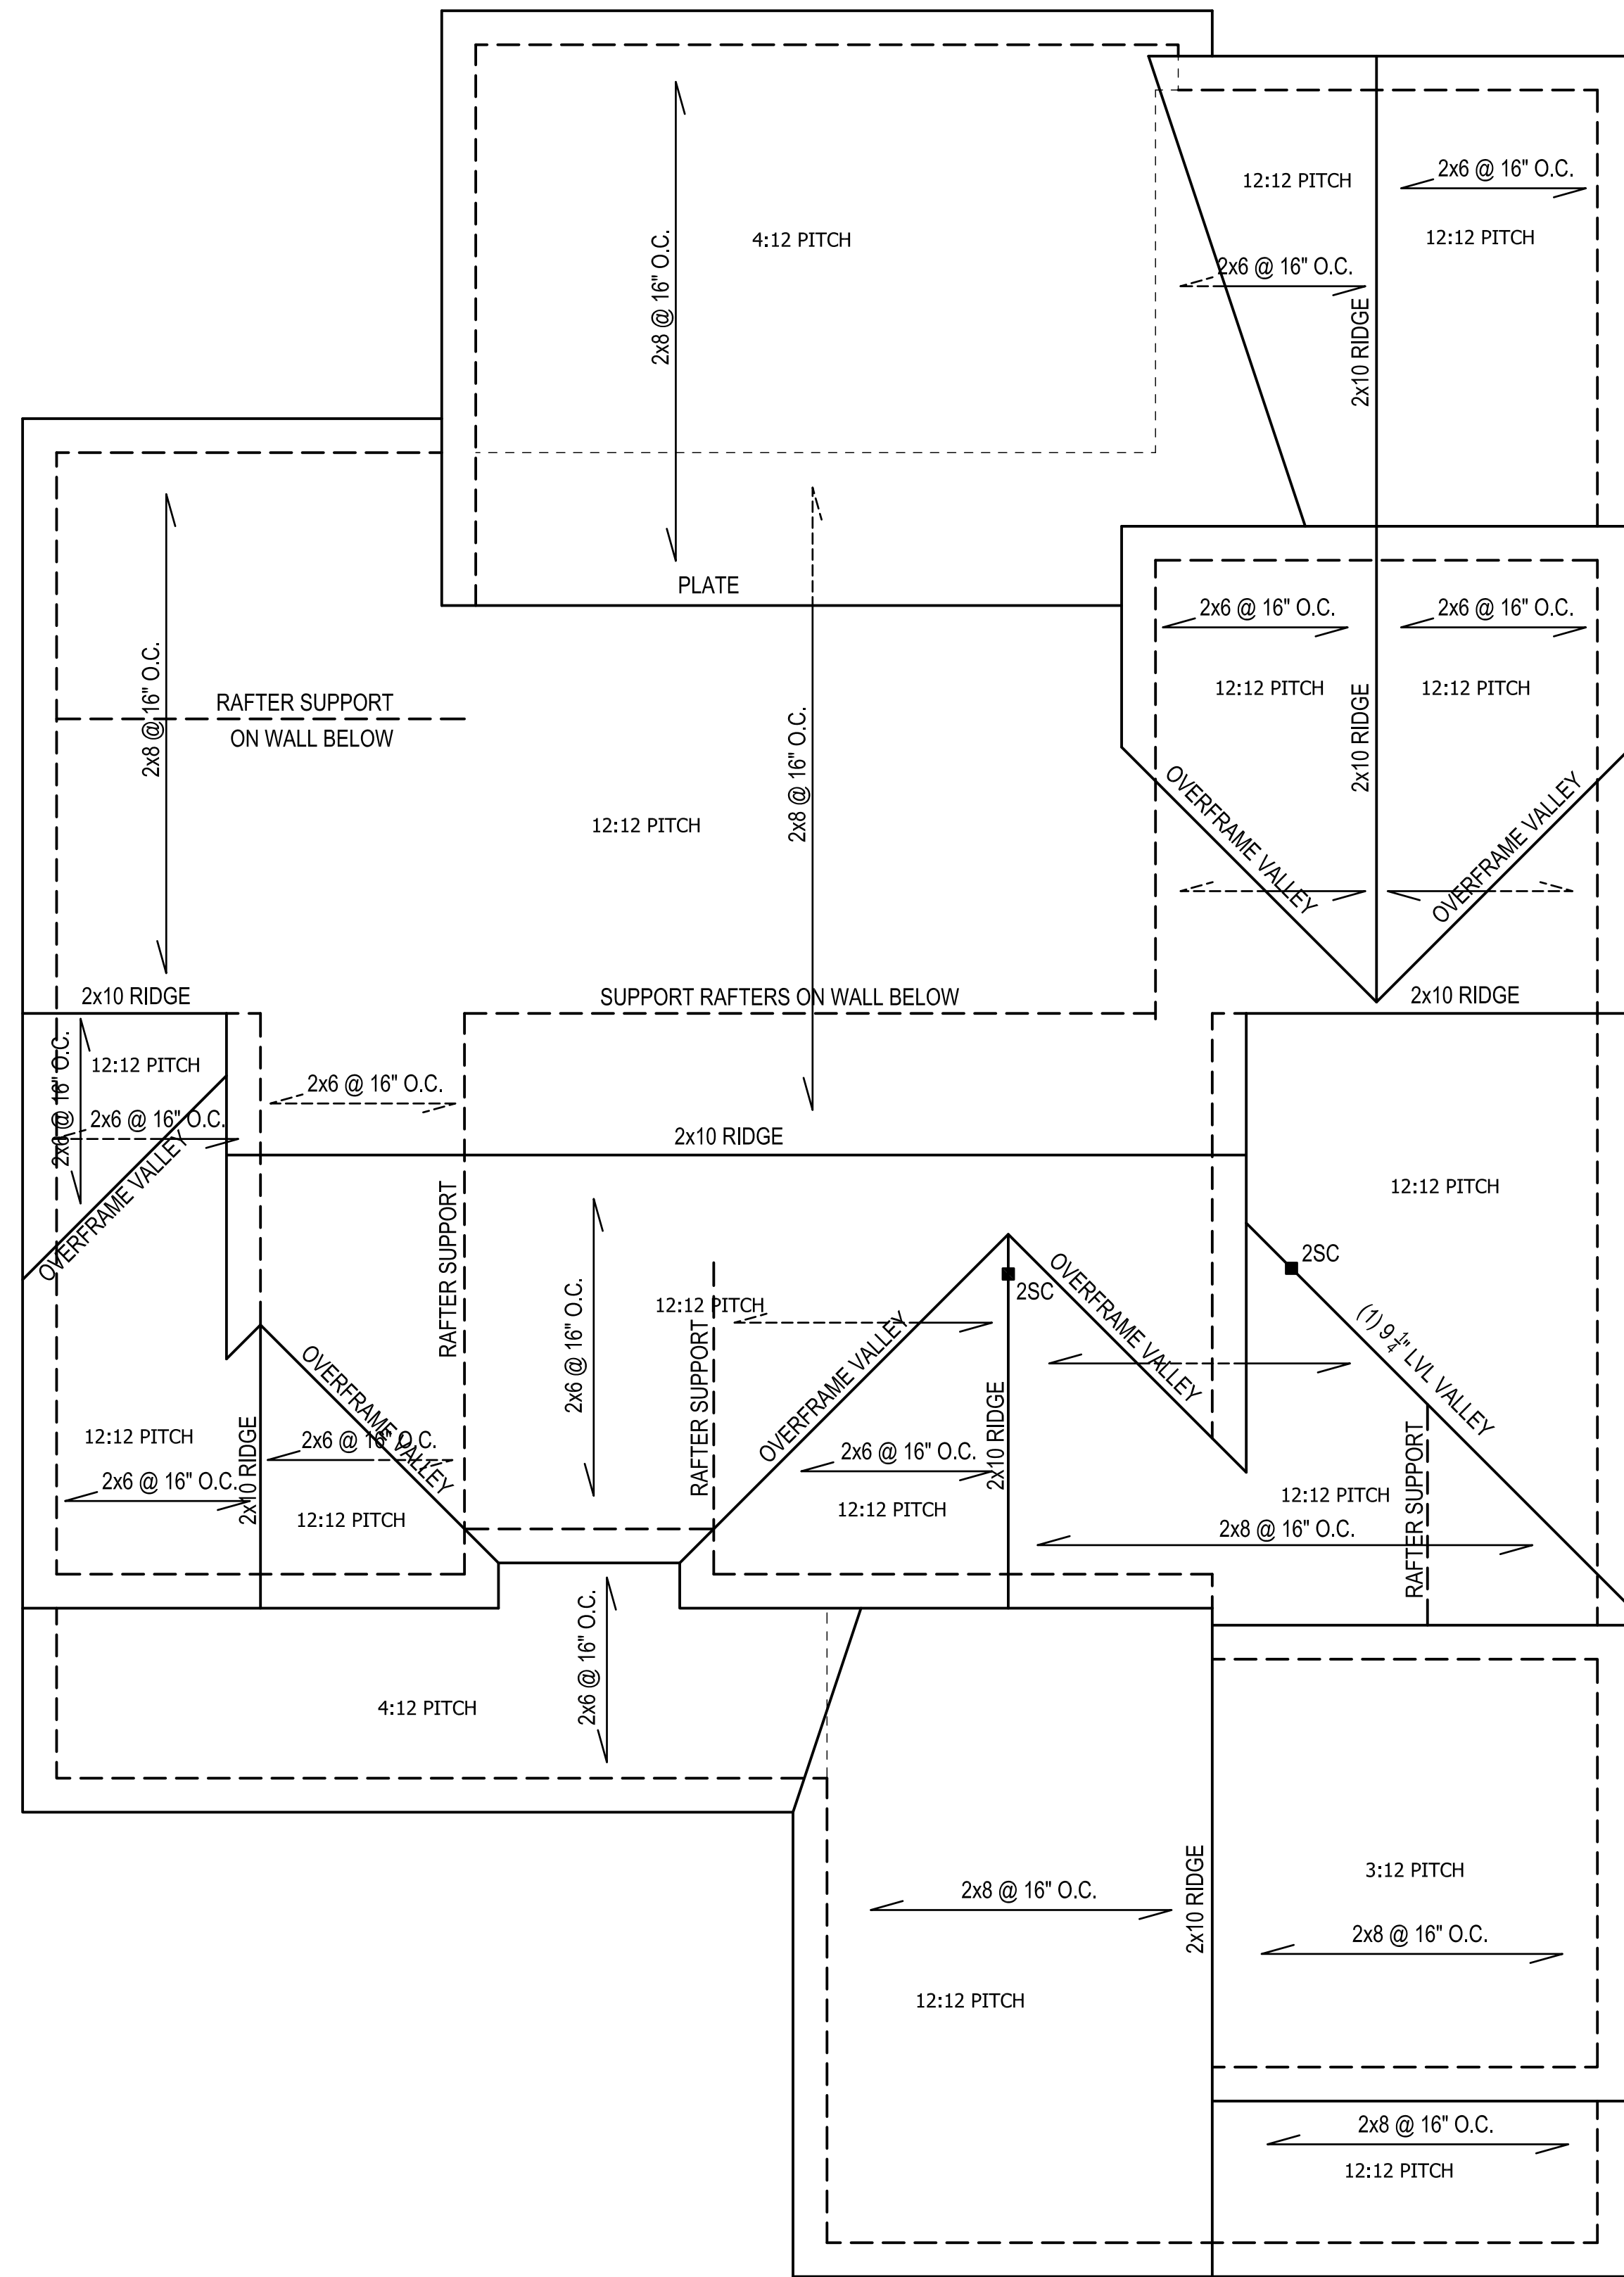 12:12 PITCH
2x6 @ 16" O.C.
12:12 PITCH
4:12 PITCH
2x8 @ 16" O.C.
2x6 @ 16" O.C.
2x10 RIDGE
PLATE
2x6 @ 16" O.C.
2x6 @ 16" O.C.
12:12 PITCH
12:12 PITCH
2x10 RIDGE
RAFTER SUPPORT
ON WALL BELOW
2x8 @ 16" O.C.
2x8 @ 16" O.C.
12:12 PITCH
OVERFRAME VALLEY
OVERFRAME VALLEY
2x10 RIDGE
SUPPORT RAFTERS ON WALL BELOW
2x10 RIDGE
12:12 PITCH
2x6 @ 16" O.C.
2x6 @ 16" O.C.
2x6 @ 16" O.C.
OVERFRAME VALLEY
2x10 RIDGE
12:12 PITCH
RAFTER SUPPORT
2SC
2SC
12:12 PITCH
2x6 @ 16" O.C.
RAFTER SUPPORT
OVERFRAME VALLEY
OVERFRAME VALLEY
(1) 9 1/4" LVL VALLEY
OVERFRAME VALLEY
12:12 PITCH
2x6 @ 16" O.C.
2x10 RIDGE
2x6 @ 16" O.C.
12:12 PITCH
2x6 @ 16" O.C.
12:12 PITCH
2x10 RIDGE
12:12 PITCH
2x8 @ 16" O.C.
RAFTER SUPPORT
2x6 @ 16" O.C.
4:12 PITCH
2x8 @ 16" O.C.
12:12 PITCH
2x10 RIDGE
3:12 PITCH
2x8 @ 16" O.C.
2x8 @ 16" O.C.
12:12 PITCH